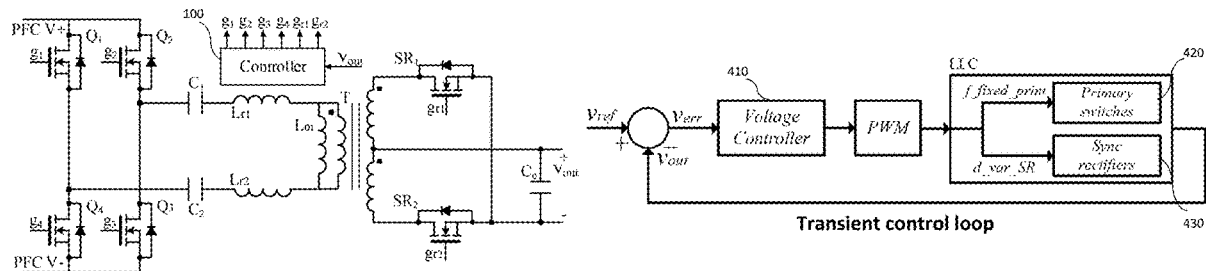 PFC V+
Q₁
Q₂
g₁
g₂
100
g₁ g₂ g₃ g₄ gr1 gr2
Controller
Vout
C₁
Lr1
Lm
T
SR₁
gr1
C₂
Lr2
Co
+
Vout
-
SR₂
gr2
Q₄
Q₃
g₄
g₃
PFC V-
Vref
+
−
Verr
Vout
410
Voltage
Controller
PWM
LLC
f_fixed_prim
Primary
switches
420
d_var_SR
Sync
rectifiers
430
Transient control loop